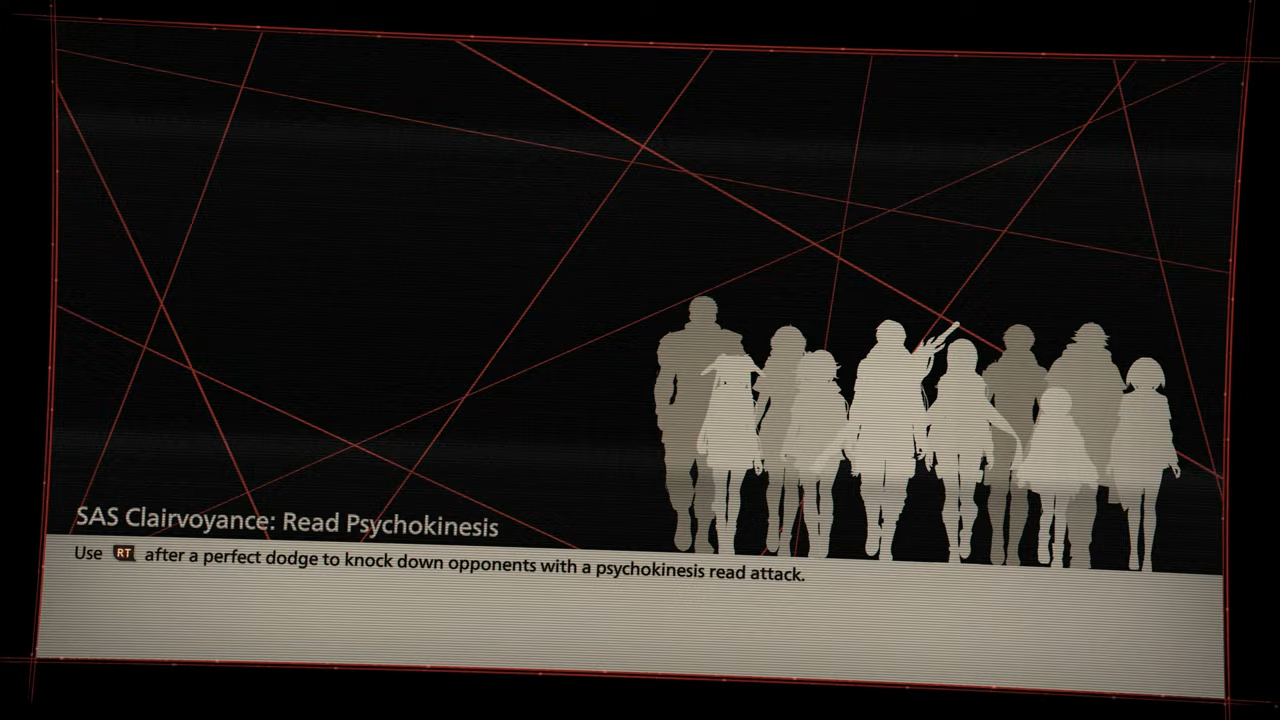 SAS Clairvoyance: Read Psychokinesis
Use RT after a perfect dodge to knock down opponents with a psychokinesis read attack.